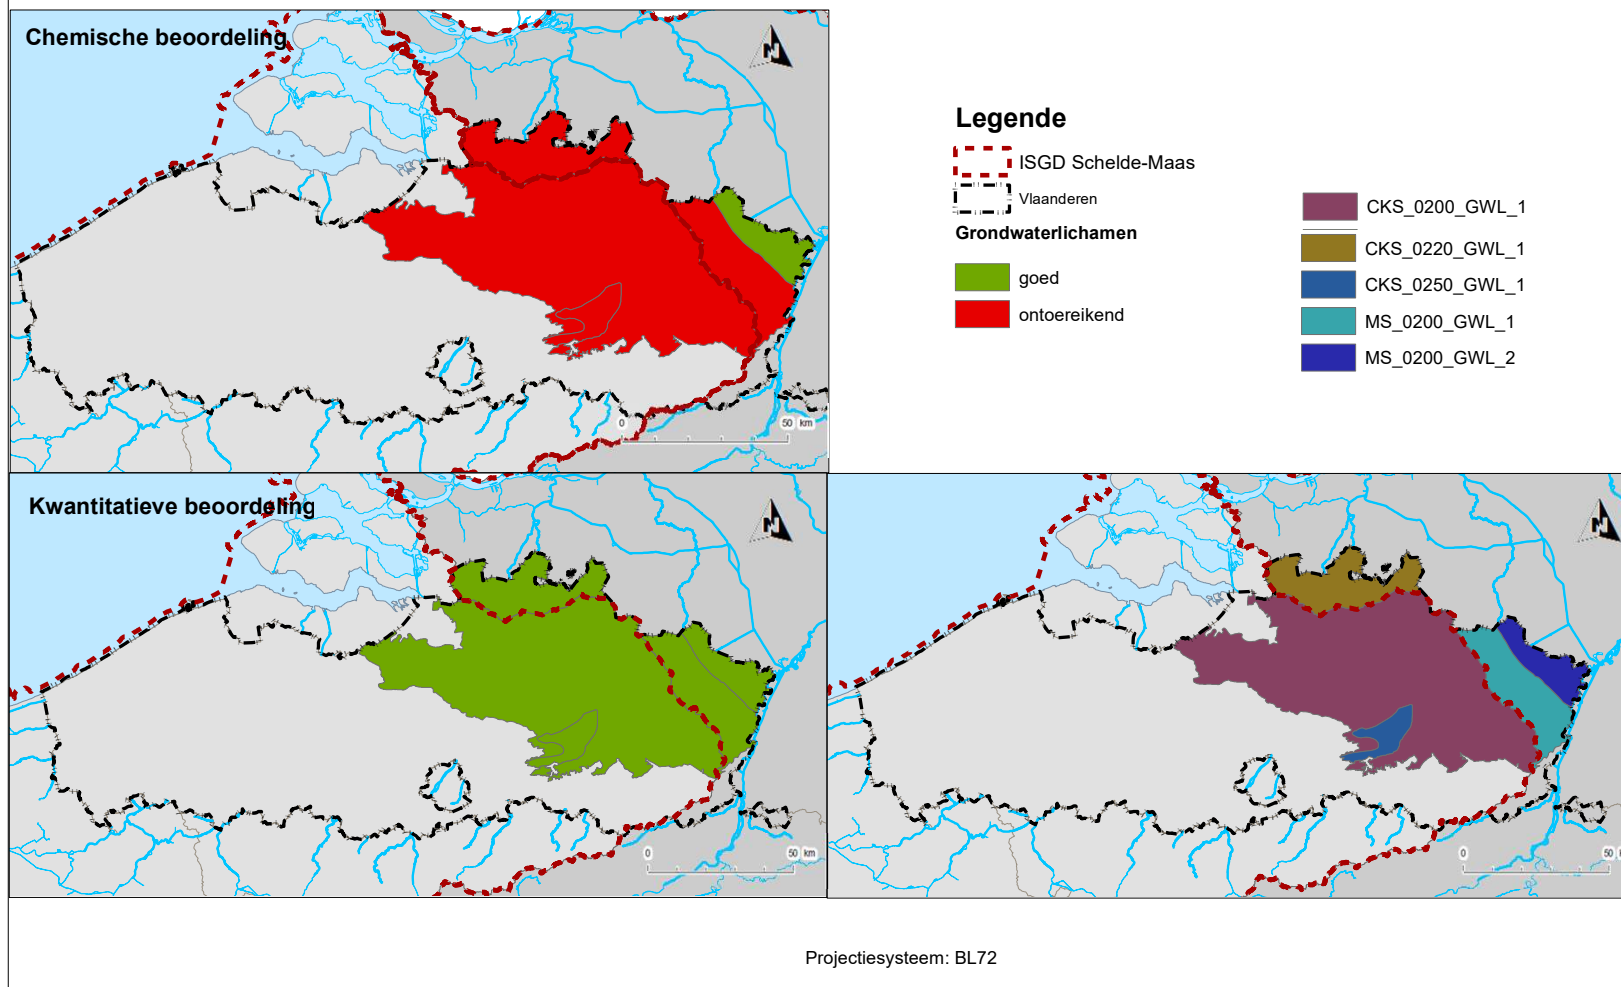 Chemische beoordeling
N
0
50 km
Legende
ISGD Schelde-Maas
Vlaanderen
Grondwaterlichamen
goed
ontoereikend
CKS_0200_GWL_1
CKS_0220_GWL_1
CKS_0250_GWL_1
MS_0200_GWL_1
MS_0200_GWL_2
Kwantitatieve beoordeling
N
0
50 km
N
0
50 k
Projectiesysteem: BL72